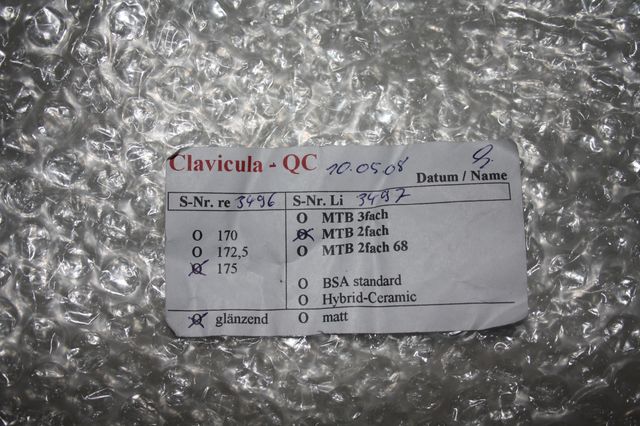 Clavicula - QC 10.05.08
Datum / Name
S-Nr. re 3496 S-Nr. Li 3497
O MTB 3fach
O 170 O MTB 2fach
O 172,5 O MTB 2fach 68
O 175
O BSA standard
O Hybrid-Ceramic
O glänzend O matt